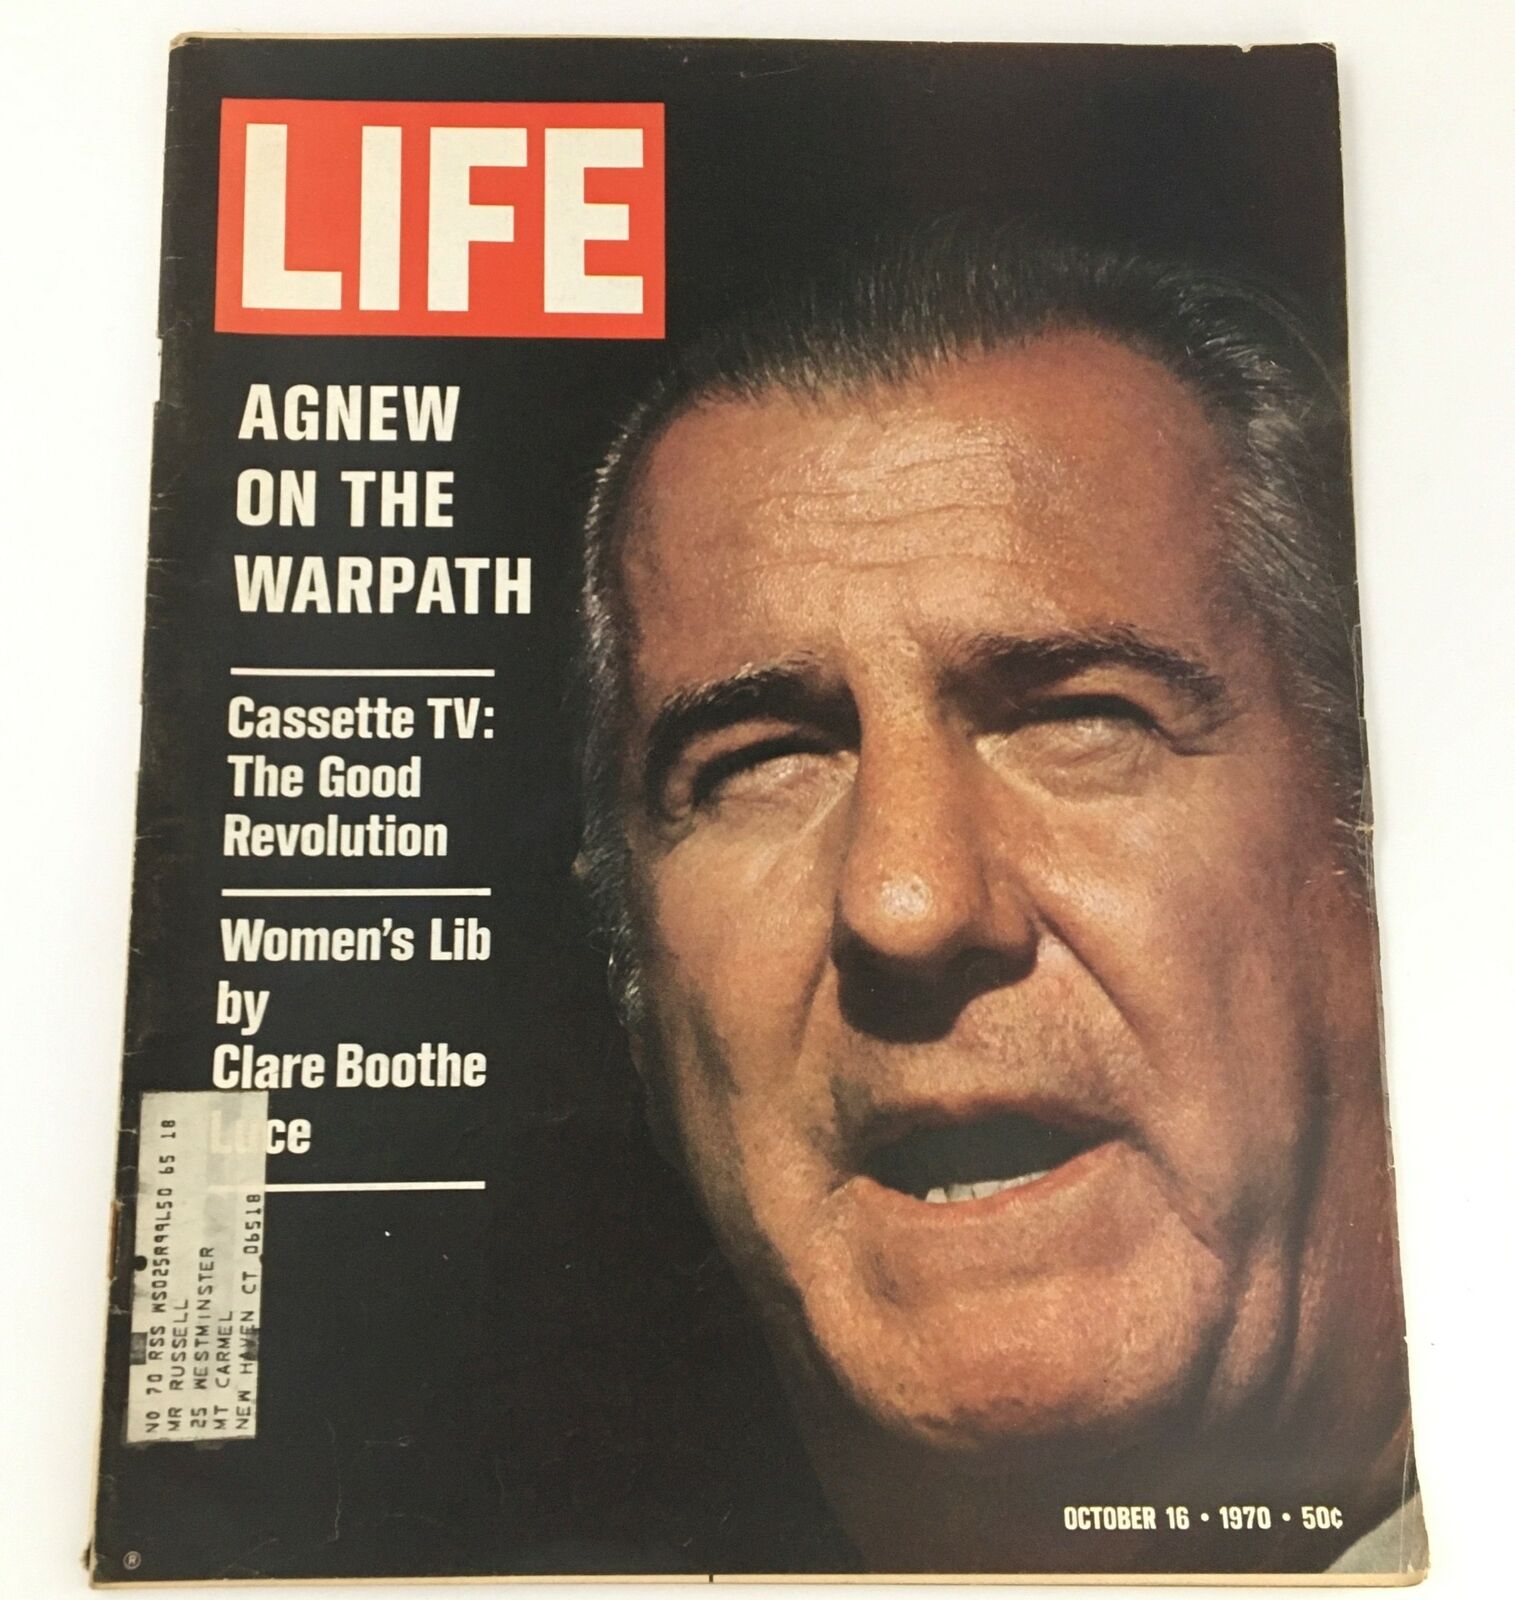 LIFE
AGNEW
ON THE
WARPATH
Cassette TV:
The Good
Revolution
Women's Lib
by
Clare Boothe
Luce
NO 70 RSS WS025R99L50 65 18
MR RUSSELL
25 WESTMINSTER
MT CARMEL
NEW HAVEN CT 06518
OCTOBER 16 • 1970 • 50¢
®